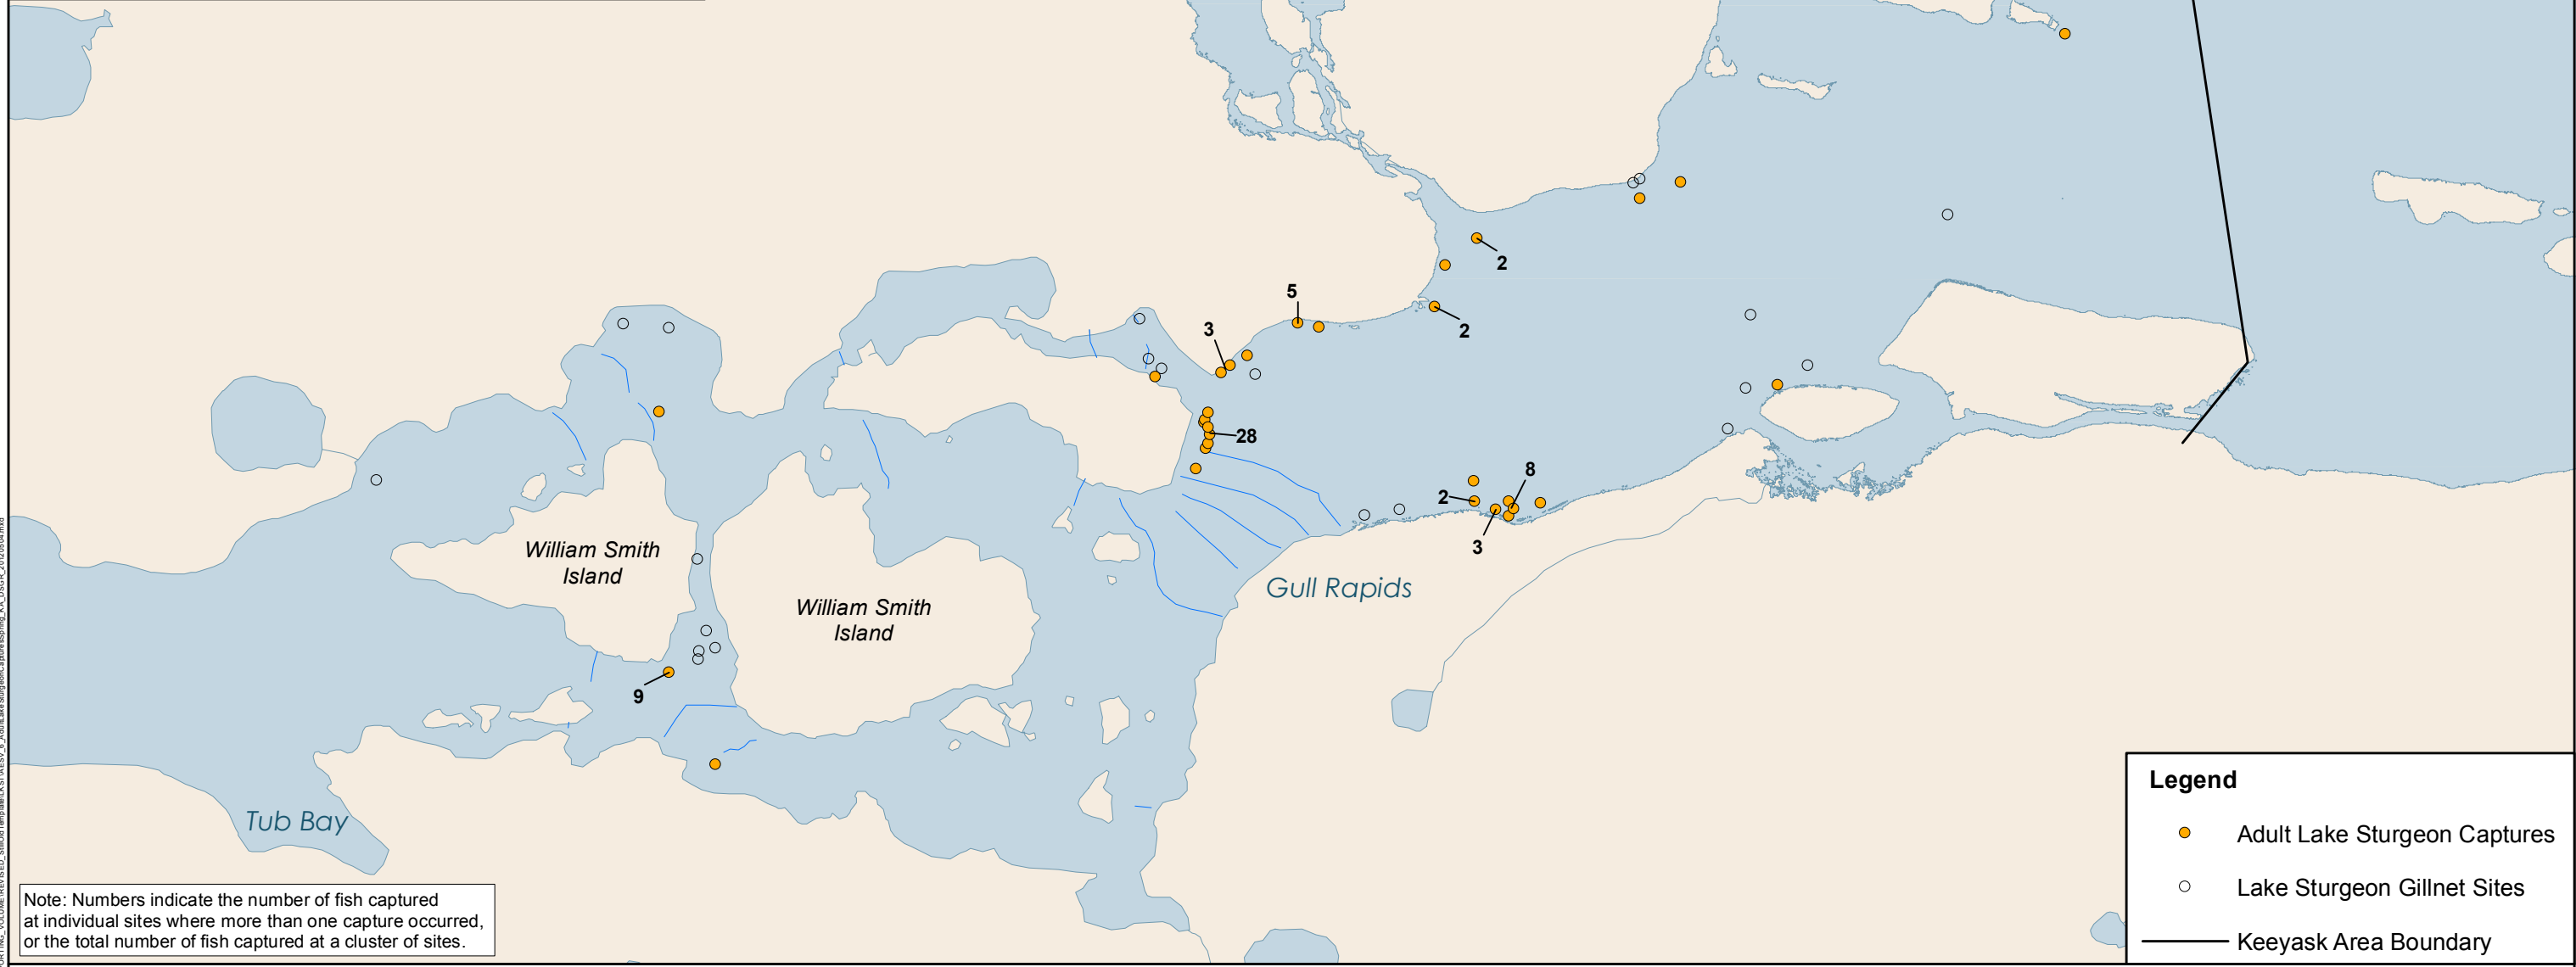 2
2
5
3
28
8
2
3
William Smith
Island
William Smith
Island
Gull Rapids
9
Tub Bay
Note: Numbers indicate the number of fish captured
at individual sites where more than one capture occurred,
or the total number of fish captured at a cluster of sites.
Legend
Adult Lake Sturgeon Captures
Lake Sturgeon Gillnet Sites
Keeyask Area Boundary